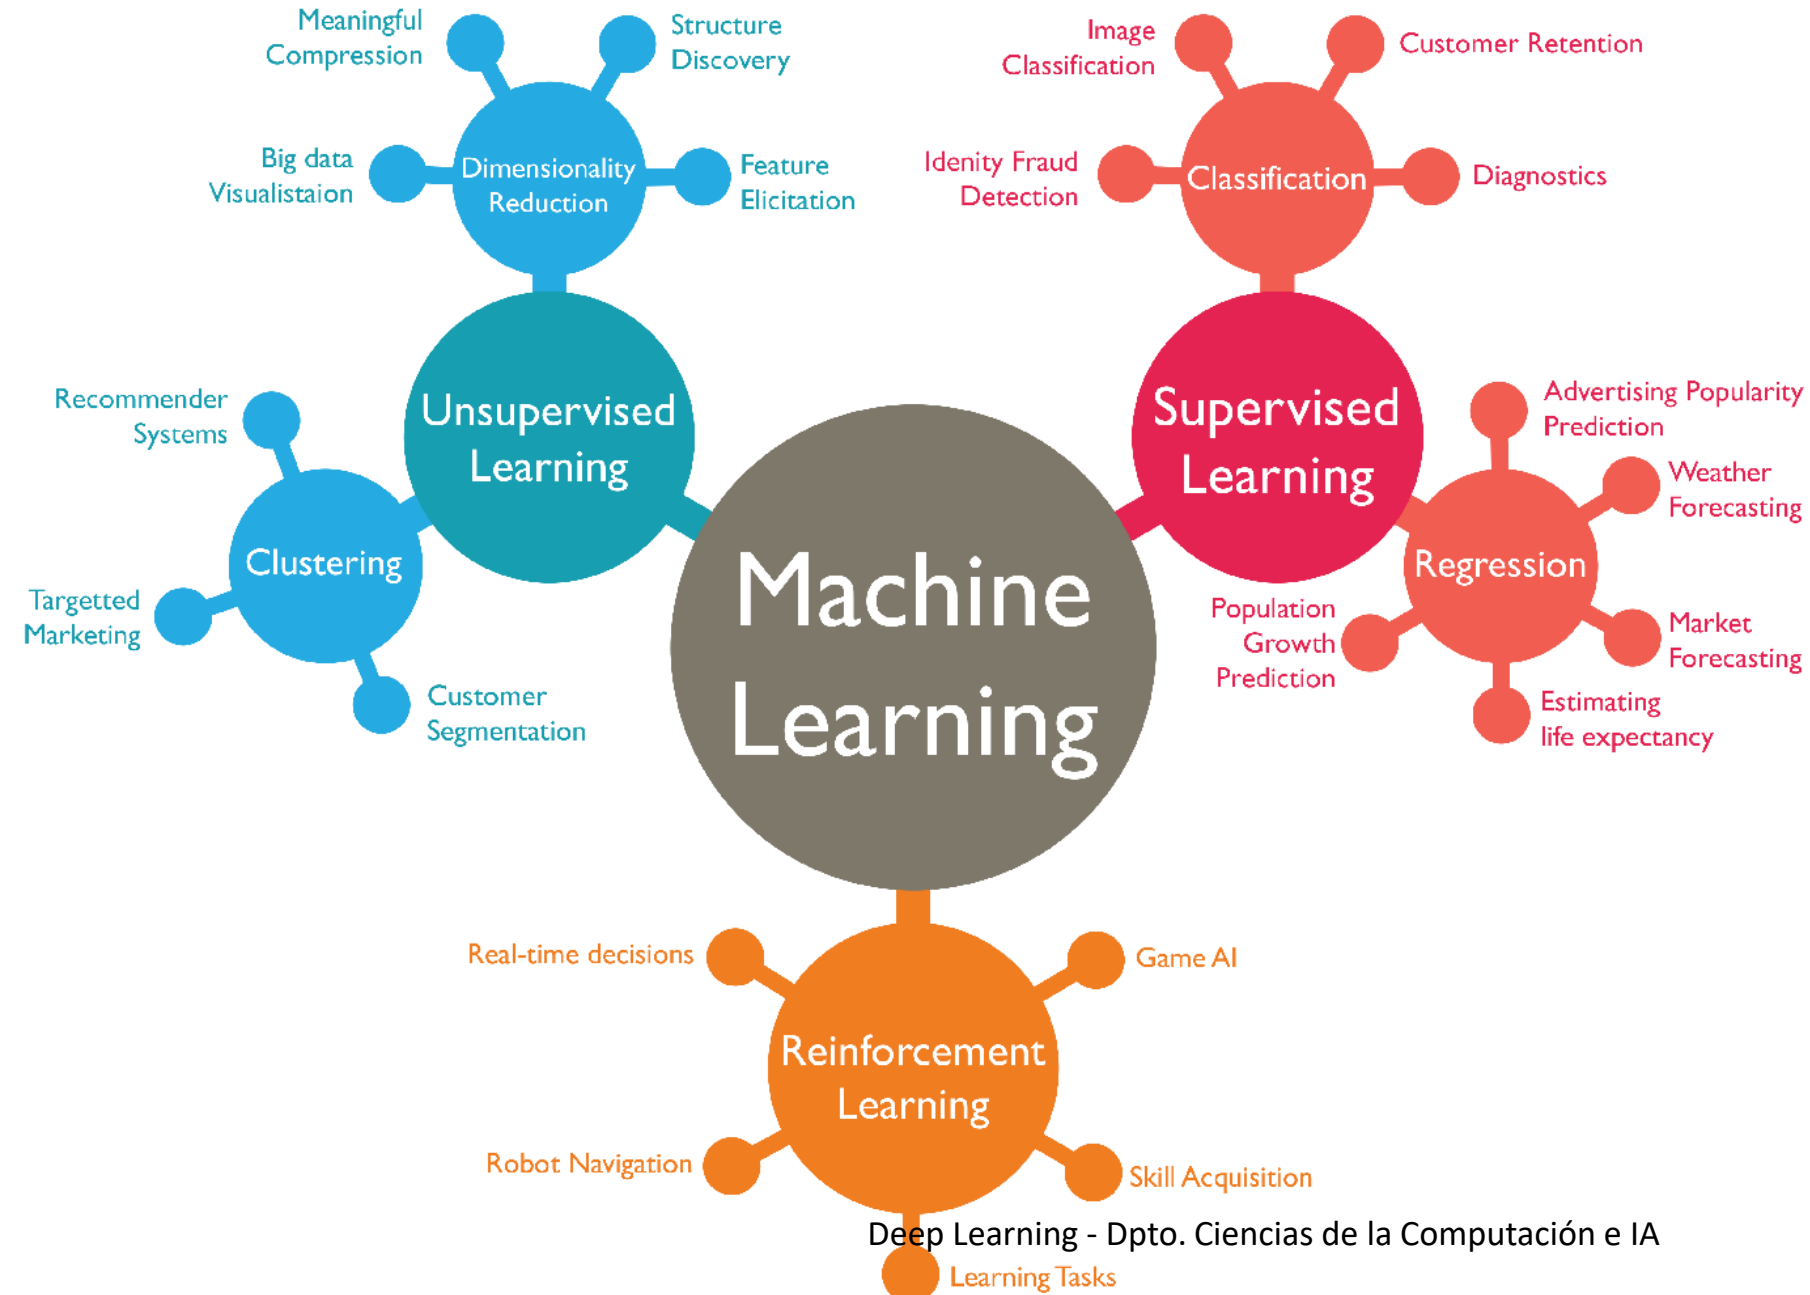 Meaningful
Compression
Structure
Discovery
Big data
Visualistaion
Dimensionality
Reduction
Feature
Elicitation
Image
Classification
Customer Retention
Idenity Fraud
Detection
Classification
Diagnostics
Recommender
Systems
Unsupervised
Learning
Clustering
Targetted
Marketing
Customer
Segmentation
Machine
Learning
Supervised
Learning
Advertising Popularity
Prediction
Weather
Forecasting
Regression
Population
Growth
Prediction
Market
Forecasting
Estimating
life expectancy
Real-time decisions
Game AI
Reinforcement
Learning
Robot Navigation
Skill Acquisition
Deep Learning - Dpto. Ciencias de la Computación e IA
Learning Tasks